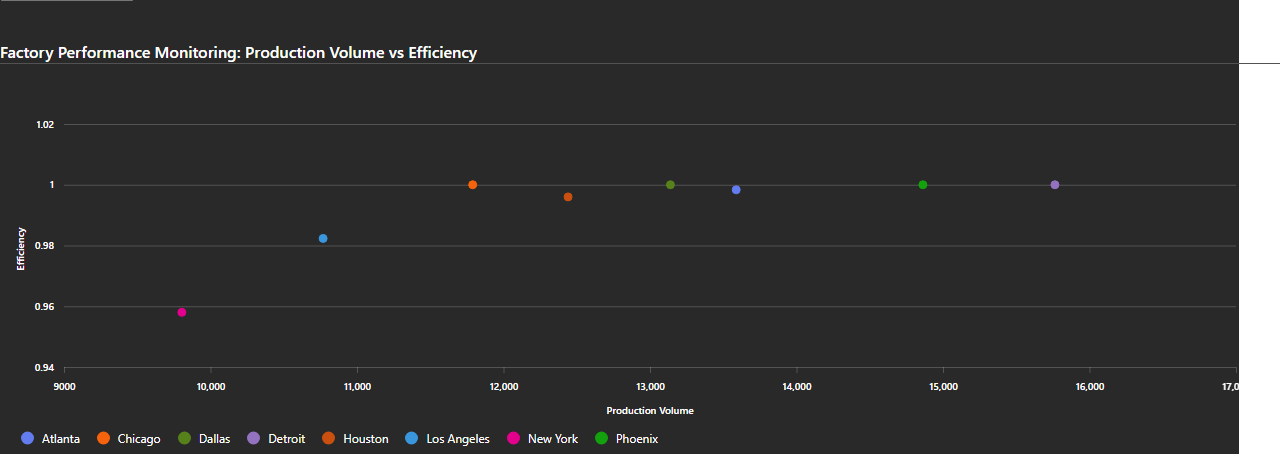 Factory Performance Monitoring: Production Volume vs Efficiency
1.02
1
0.98
0.96
0.94
Efficiency
9000 10,000 11,000 12,000 13,000 14,000 15,000 16,000 17,0
Production Volume
Atlanta Chicago Dallas Detroit Houston Los Angeles New York Phoenix